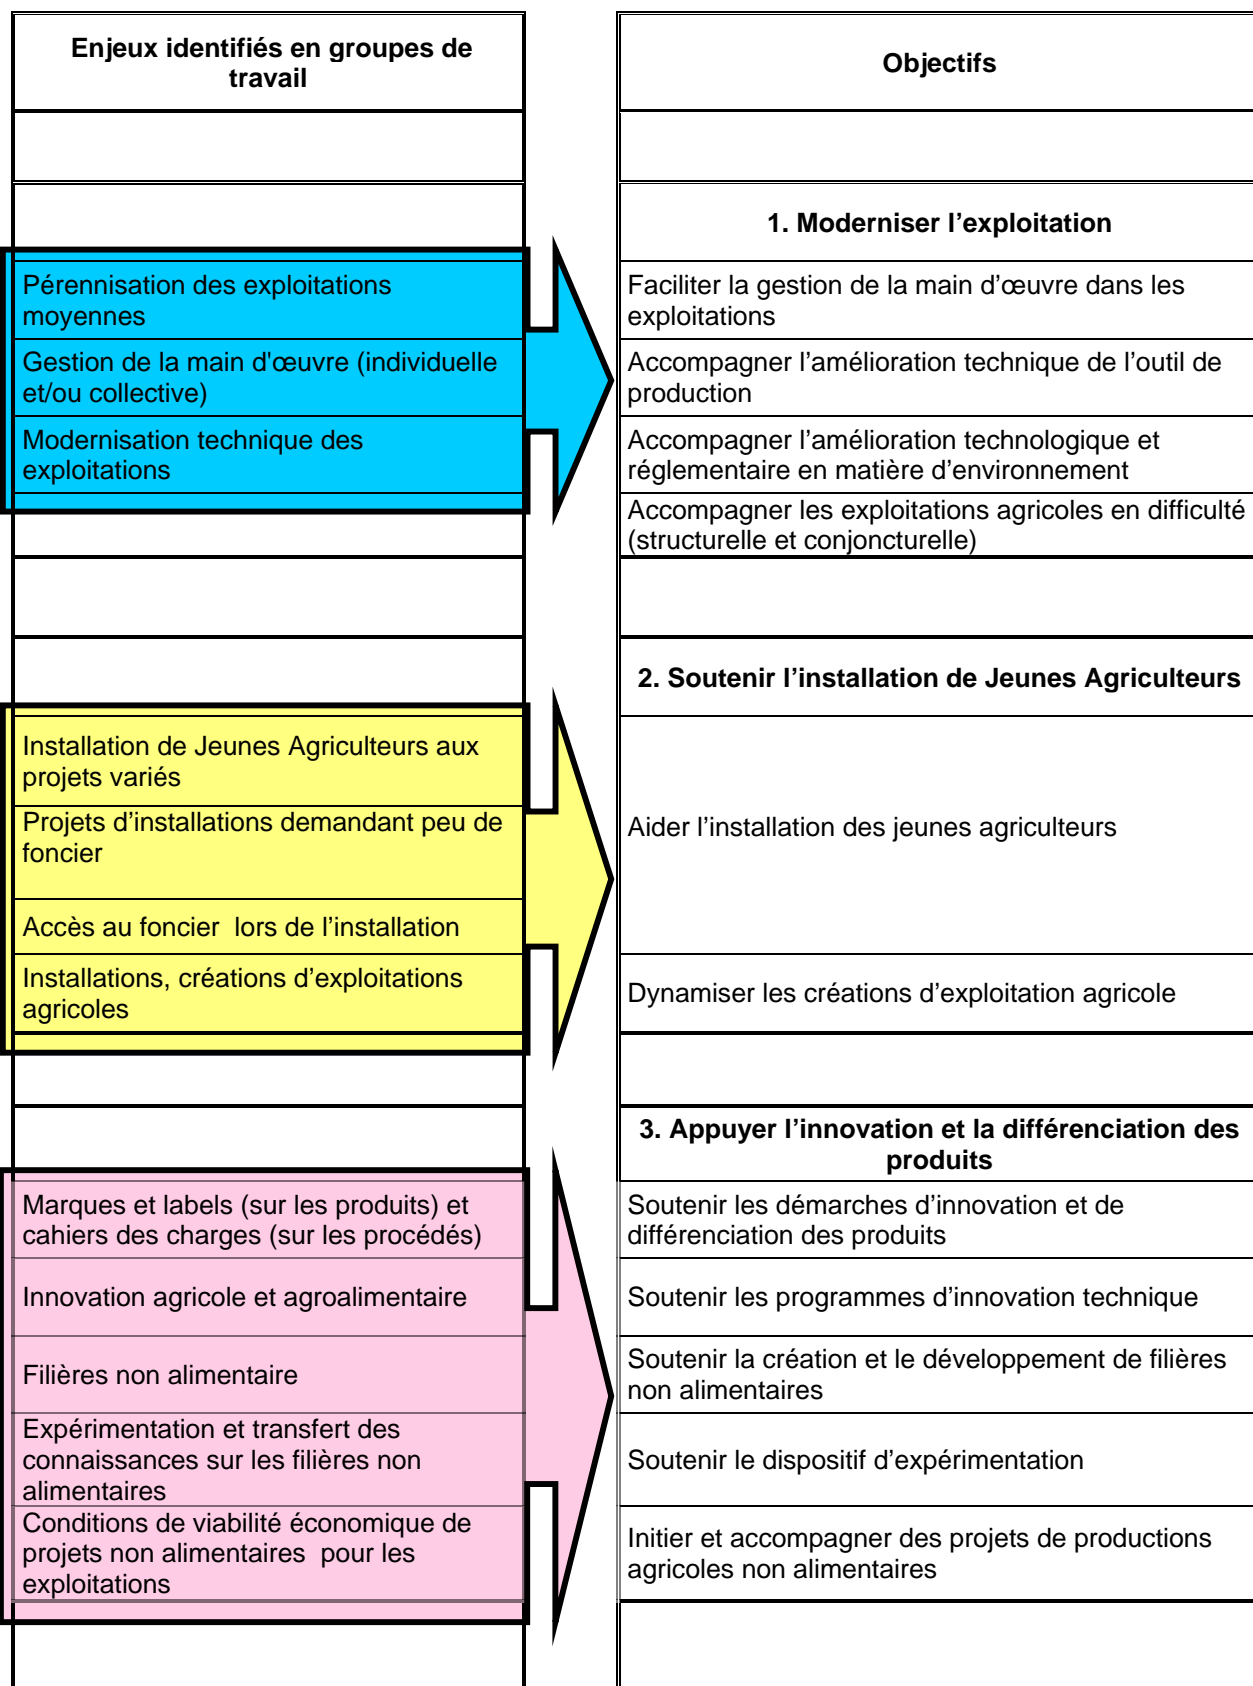 Enjeux identifiés en groupes de
travail
Objectifs
1. Moderniser l’exploitation
Pérennisation des exploitations
moyennes
Faciliter la gestion de la main d’œuvre dans les
exploitations
Gestion de la main d'œuvre (individuelle
et/ou collective)
Accompagner l’amélioration technique de l’outil de
production
Modernisation technique des
exploitations
Accompagner l’amélioration technologique et
réglementaire en matière d’environnement
Accompagner les exploitations agricoles en difficulté
(structurelle et conjoncturelle)
2. Soutenir l’installation de Jeunes Agriculteurs
Installation de Jeunes Agriculteurs aux
projets variés
Projets d’installations demandant peu de
foncier
Aider l’installation des jeunes agriculteurs
Accès au foncier  lors de l’installation
Installations, créations d’exploitations
agricoles
Dynamiser les créations d’exploitation agricole
3. Appuyer l’innovation et la différenciation des
produits
Marques et labels (sur les produits) et
cahiers des charges (sur les procédés)
Soutenir les démarches d’innovation et de
différenciation des produits
Innovation agricole et agroalimentaire
Soutenir les programmes d’innovation technique
Filières non alimentaire
Soutenir la création et le développement de filières
non alimentaires
Expérimentation et transfert des
connaissances sur les filières non
alimentaires
Soutenir le dispositif d’expérimentation
Conditions de viabilité économique de
projets non alimentaires  pour les
exploitations
Initier et accompagner des projets de productions
agricoles non alimentaires